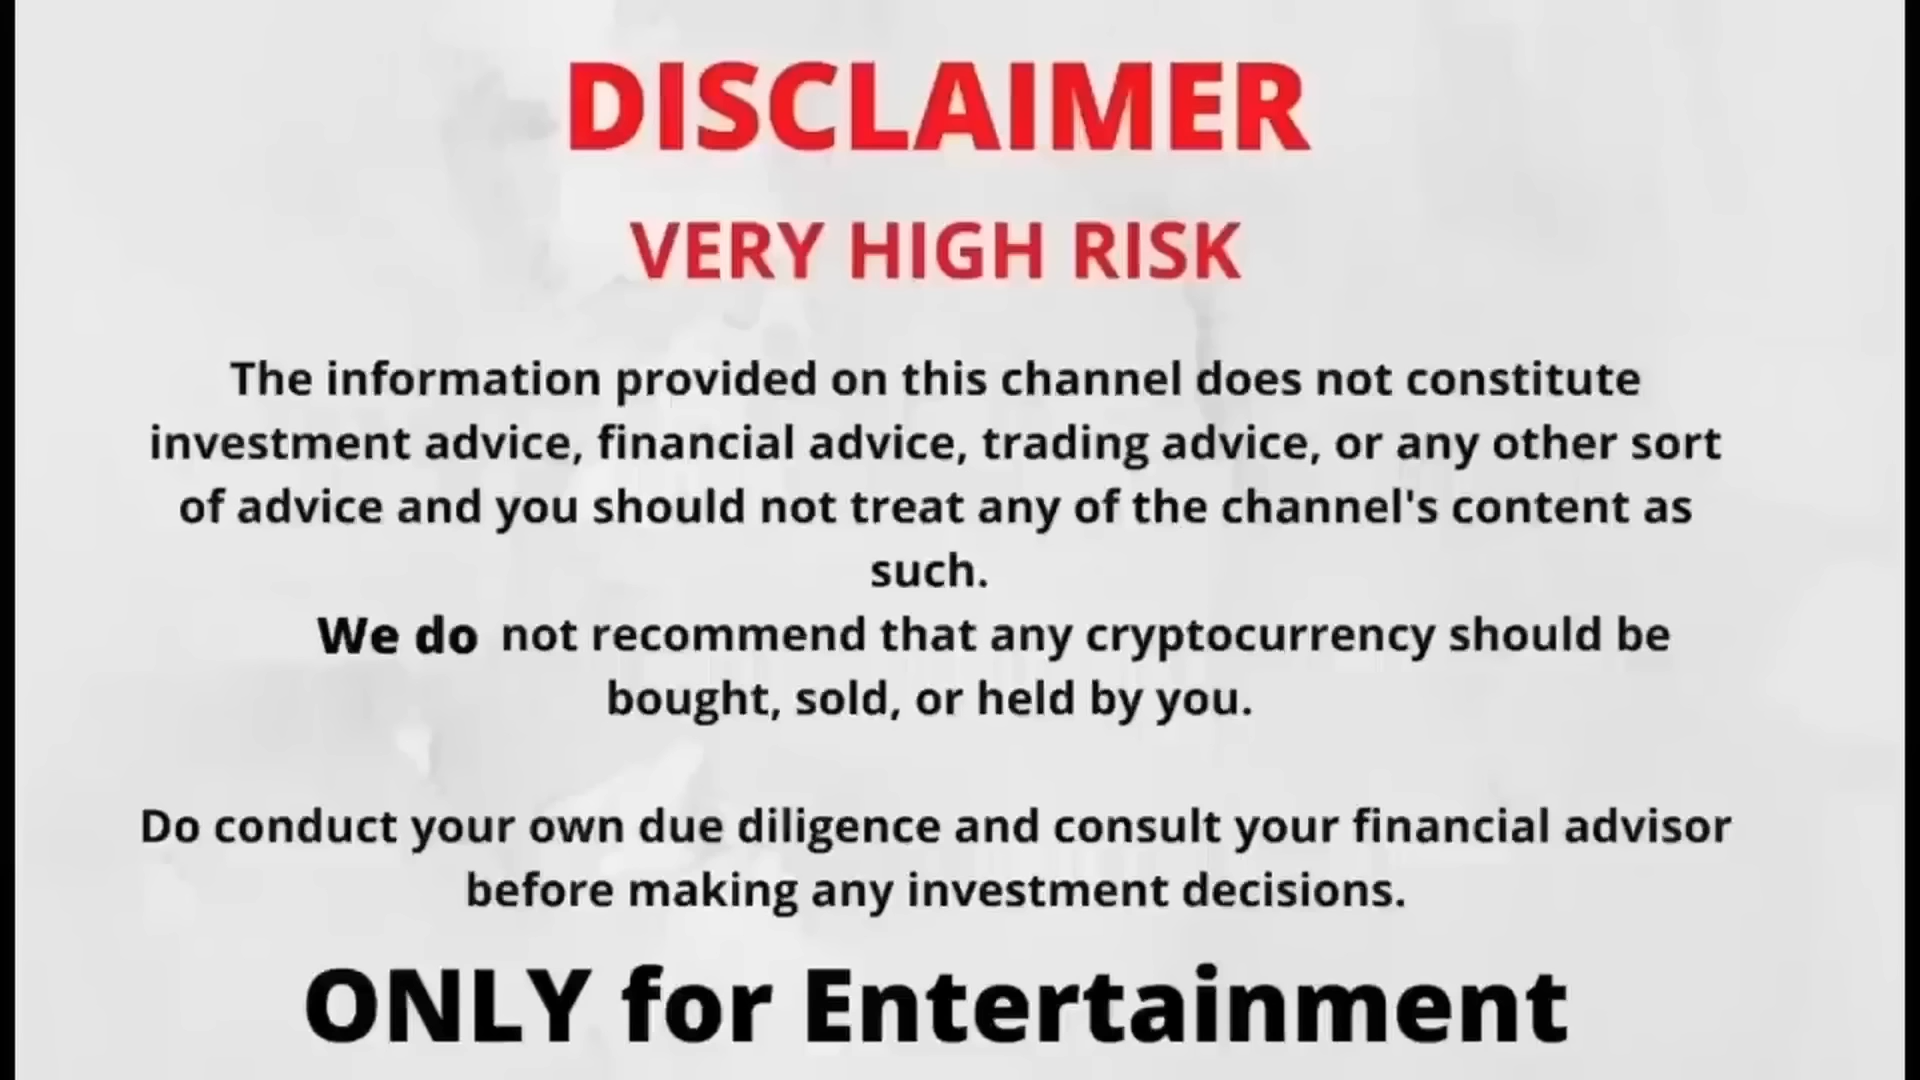 DISCLAIMER
VERY HIGH RISK
The information provided on this channel does not constitute
investment advice, financial advice, trading advice, or any other sort
of advice and you should not treat any of the channel's content as
such.
We do not recommend that any cryptocurrency should be
bought, sold, or held by you.
Do conduct your own due diligence and consult your financial advisor
before making any investment decisions.
ONLY for Entertainment